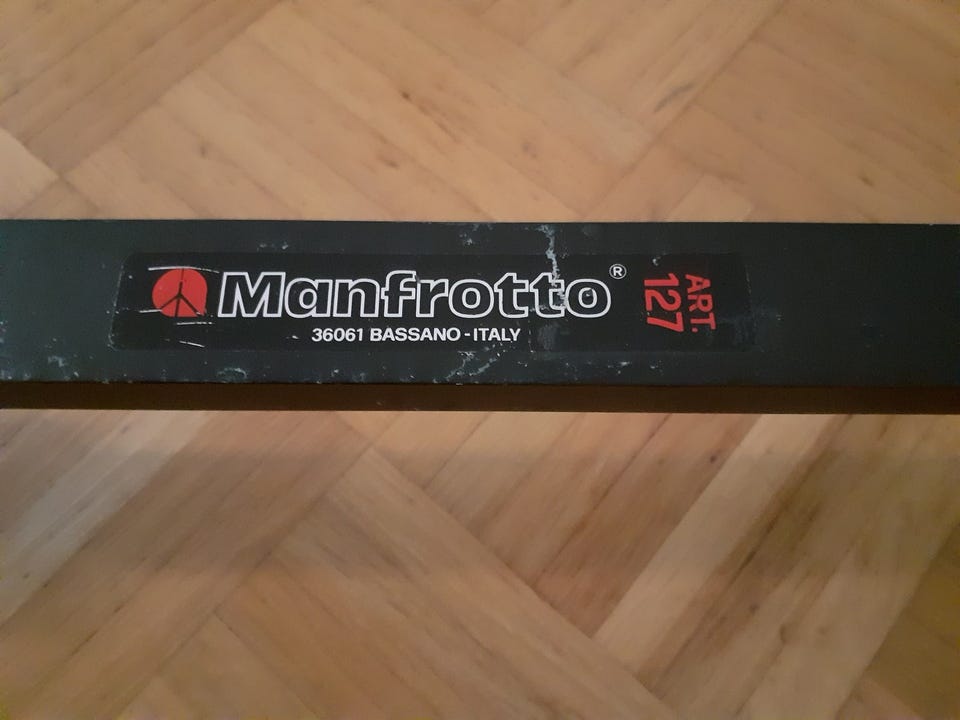 Manfrotto®
36061 BASSANO - ITALY
ART.
127